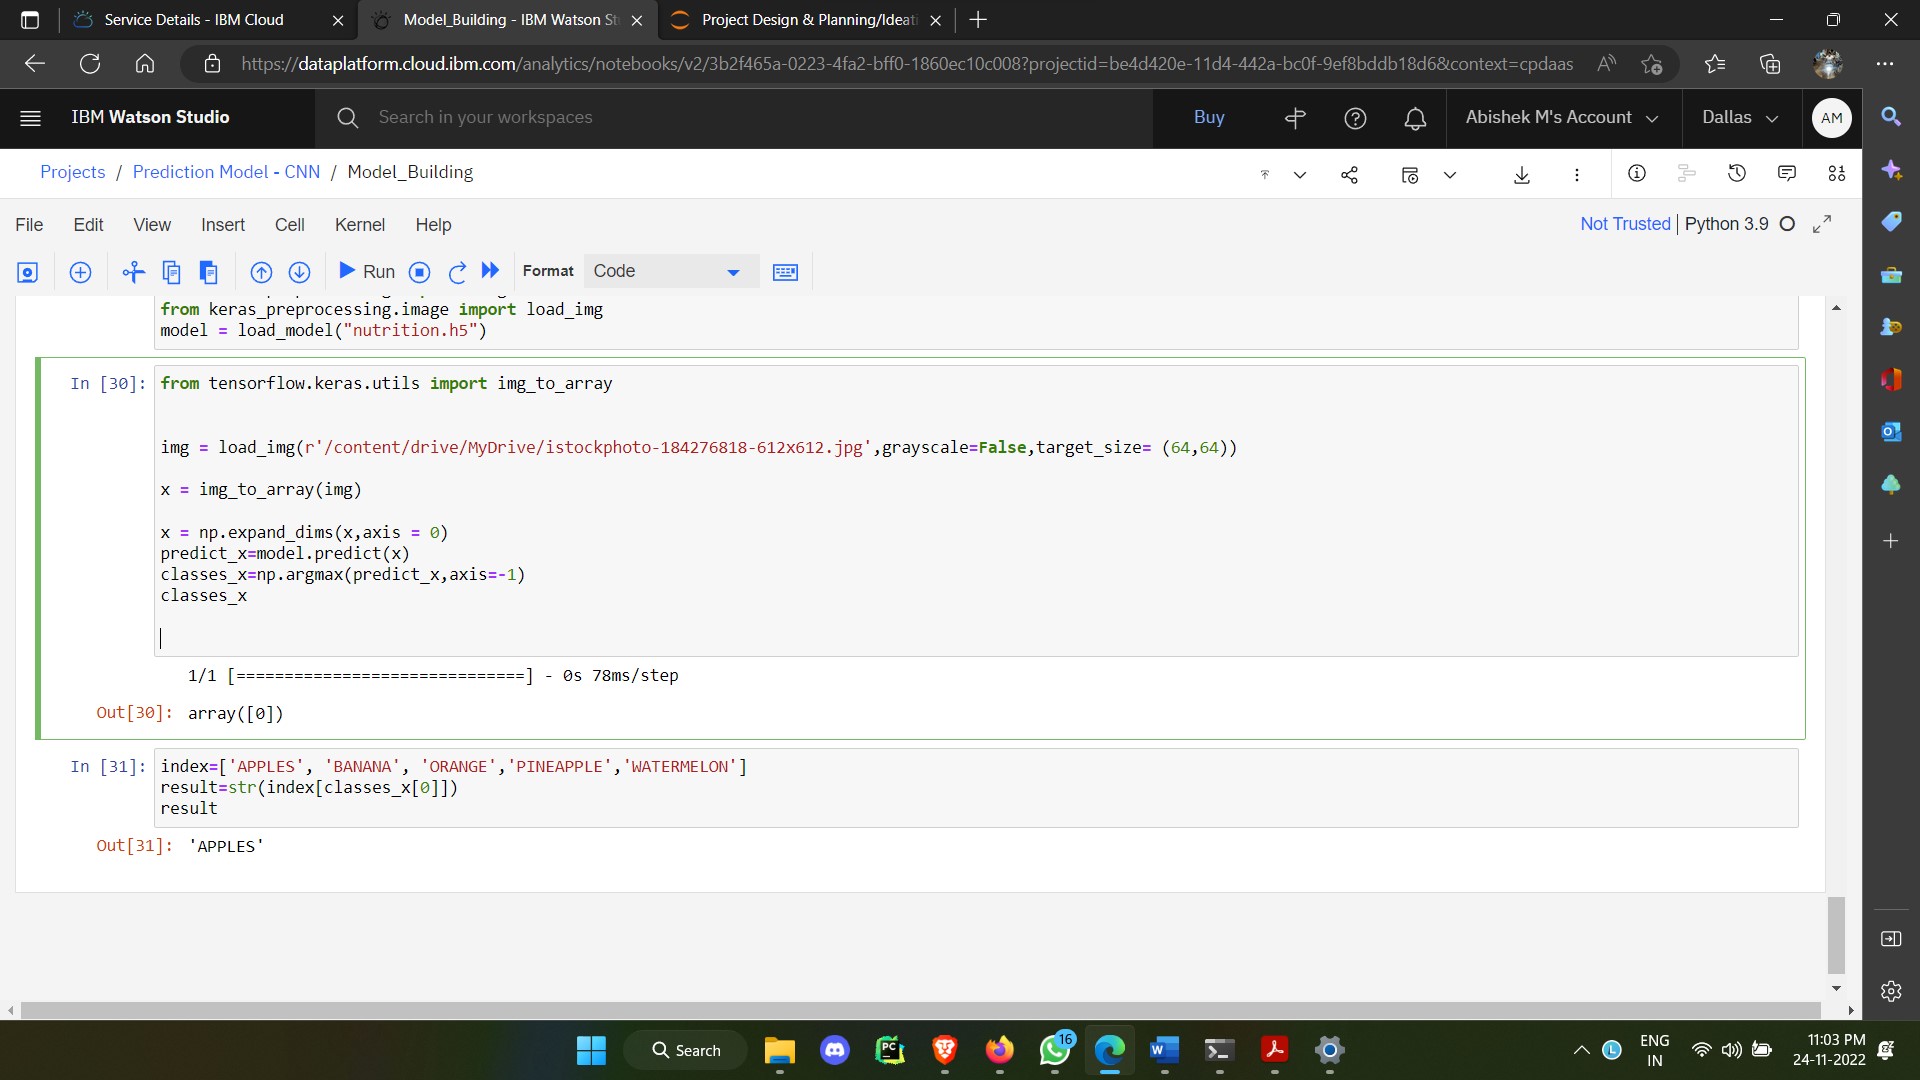 Service Details - IBM Cloud
Model_Building - IBM Watson St
Project Design & Planning/Ideati
https://dataplatform.cloud.ibm.com/analytics/notebooks/v2/3b2f465a-0223-4fa2-bff0-1860ec10c008?projectid=be4d420e-11d4-442a-bc0f-9ef8bddb18d6&context=cpdaas
IBM Watson Studio
Search in your workspaces
Buy
Abishek M's Account
Dallas
AM
Projects / Prediction Model - CNN / Model_Building
File Edit View Insert Cell Kernel Help
Not Trusted | Python 3.9
Run
Format
Code
from keras_preprocessing.image import load_img
model = load_model("nutrition.h5")
In [30]: from tensorflow.keras.utils import img_to_array
img = load_img(r'/content/drive/MyDrive/istockphoto-184276818-612x612.jpg',grayscale=False,target_size= (64,64))
x = img_to_array(img)
x = np.expand_dims(x,axis = 0)
predict_x=model.predict(x)
classes_x=np.argmax(predict_x,axis=-1)
classes_x
1/1 [==============================] - 0s 78ms/step
Out[30]: array([0])
In [31]: index=['APPLES', 'BANANA', 'ORANGE','PINEAPPLE','WATERMELON']
result=str(index[classes_x[0]])
result
Out[31]: 'APPLES'
Search
PC
16
W
L
ENG
IN
11:03 PM
24-11-2022